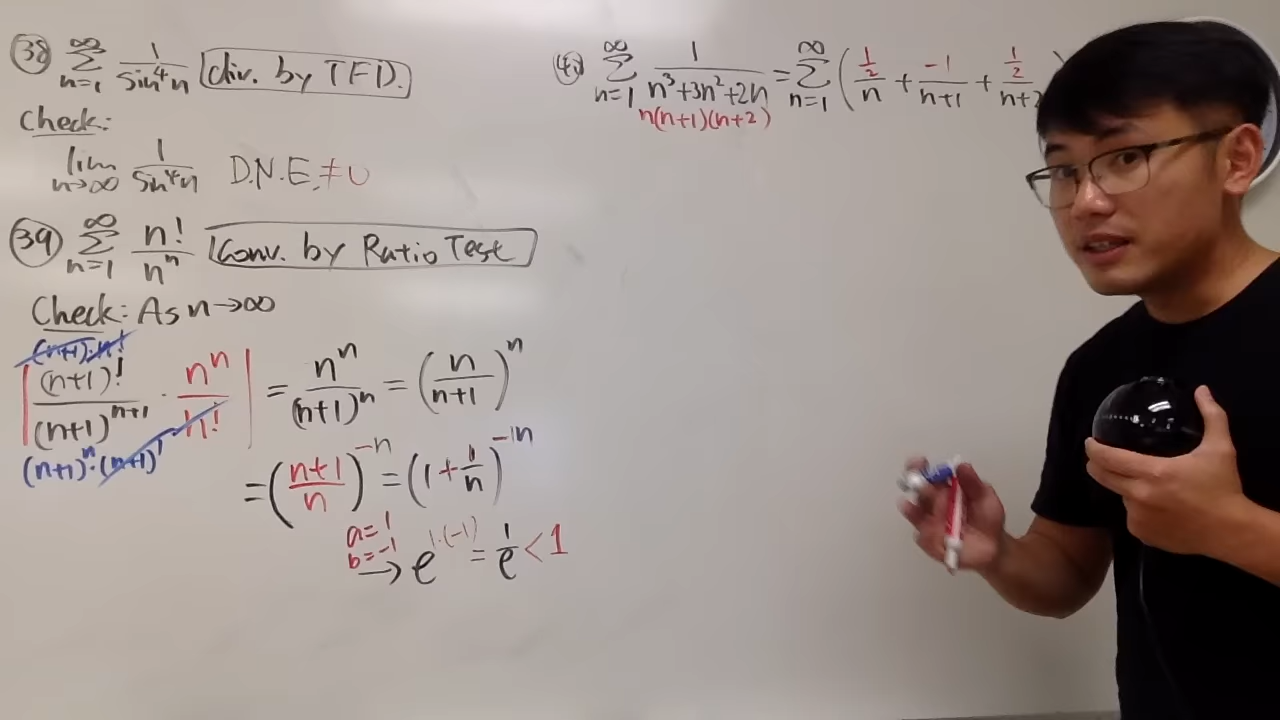 38 ∞ Σ n=1 1/sin⁴n div. by TFD.
Check:
lim n→∞ 1/sin⁴n D.N.E. ≠0
39 ∞ Σ n=1 n!/nⁿ Conv. by Ratio Test
Check: As n→∞
(n+1)·n!
|(n+1)!/(n+1)ⁿ⁺¹ · nⁿ/n!| = nⁿ/(n+1)ⁿ = (n/(n+1))ⁿ
(n+1)ⁿ·(n+1)¹
= ((n+1)/n)⁻ⁿ = (1+1/n)⁻¹ⁿ
a=1
b=-1
→ e^(1·(-1)) = 1/e < 1
40 ∞ Σ n=1 1/(n³+3n²+2n) = ∞ Σ n=1 (½/n + -1/(n+1) + ½/(n+2
n(n+1)(n+2)